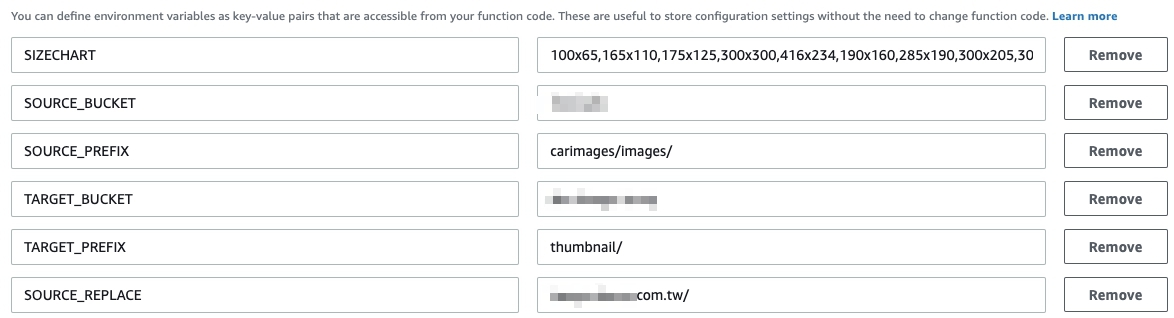 You can define environment variables as key-value pairs that are accessible from your function code. These are useful to store configuration settings without the need to change function code. Learn more
SIZECHART 100x65,165x110,175x125,300x300,416x234,190x160,285x190,300x205,30 Remove
SOURCE_BUCKET Remove
SOURCE_PREFIX carimages/images/ Remove
TARGET_BUCKET Remove
TARGET_PREFIX thumbnail/ Remove
SOURCE_REPLACE com.tw/ Remove